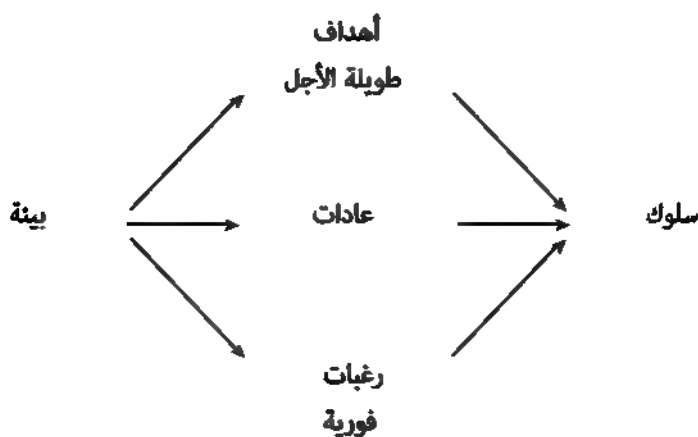 أهداف
طويلة الأجل
بيئة
عادات
سلوك
رغبات
فورية